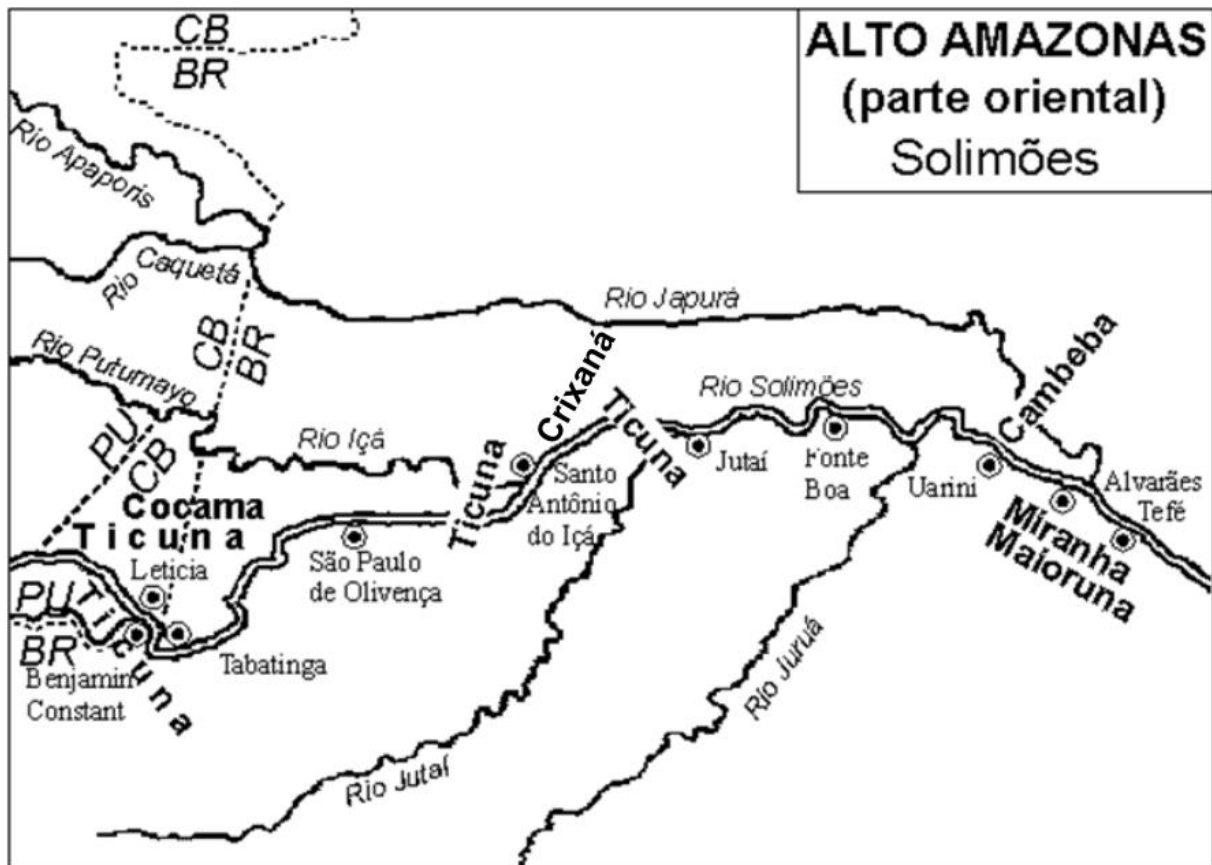 CB
BR
ALTO AMAZONAS
(parte oriental)
Solimões
Rio Apaporis
Rio Caquetá
CB
BR
Rio Japurá
Rio Putumayo
PU
CB
Rio Içá
Crixaná
Ticuna
Rio Solimões
Cambeba
Ticuna
Santo
Antônio
do Içá
Jutaí
Fonte
Boa
Uarini
Alvarães
Tefé
Miranha
Maioruna
Cocama
Ticuna
Leticia
São Paulo
de Olivença
PU
BR
Ticuna
Tabatinga
Benjamin
Constant
Rio Jutaí
Rio Juruá